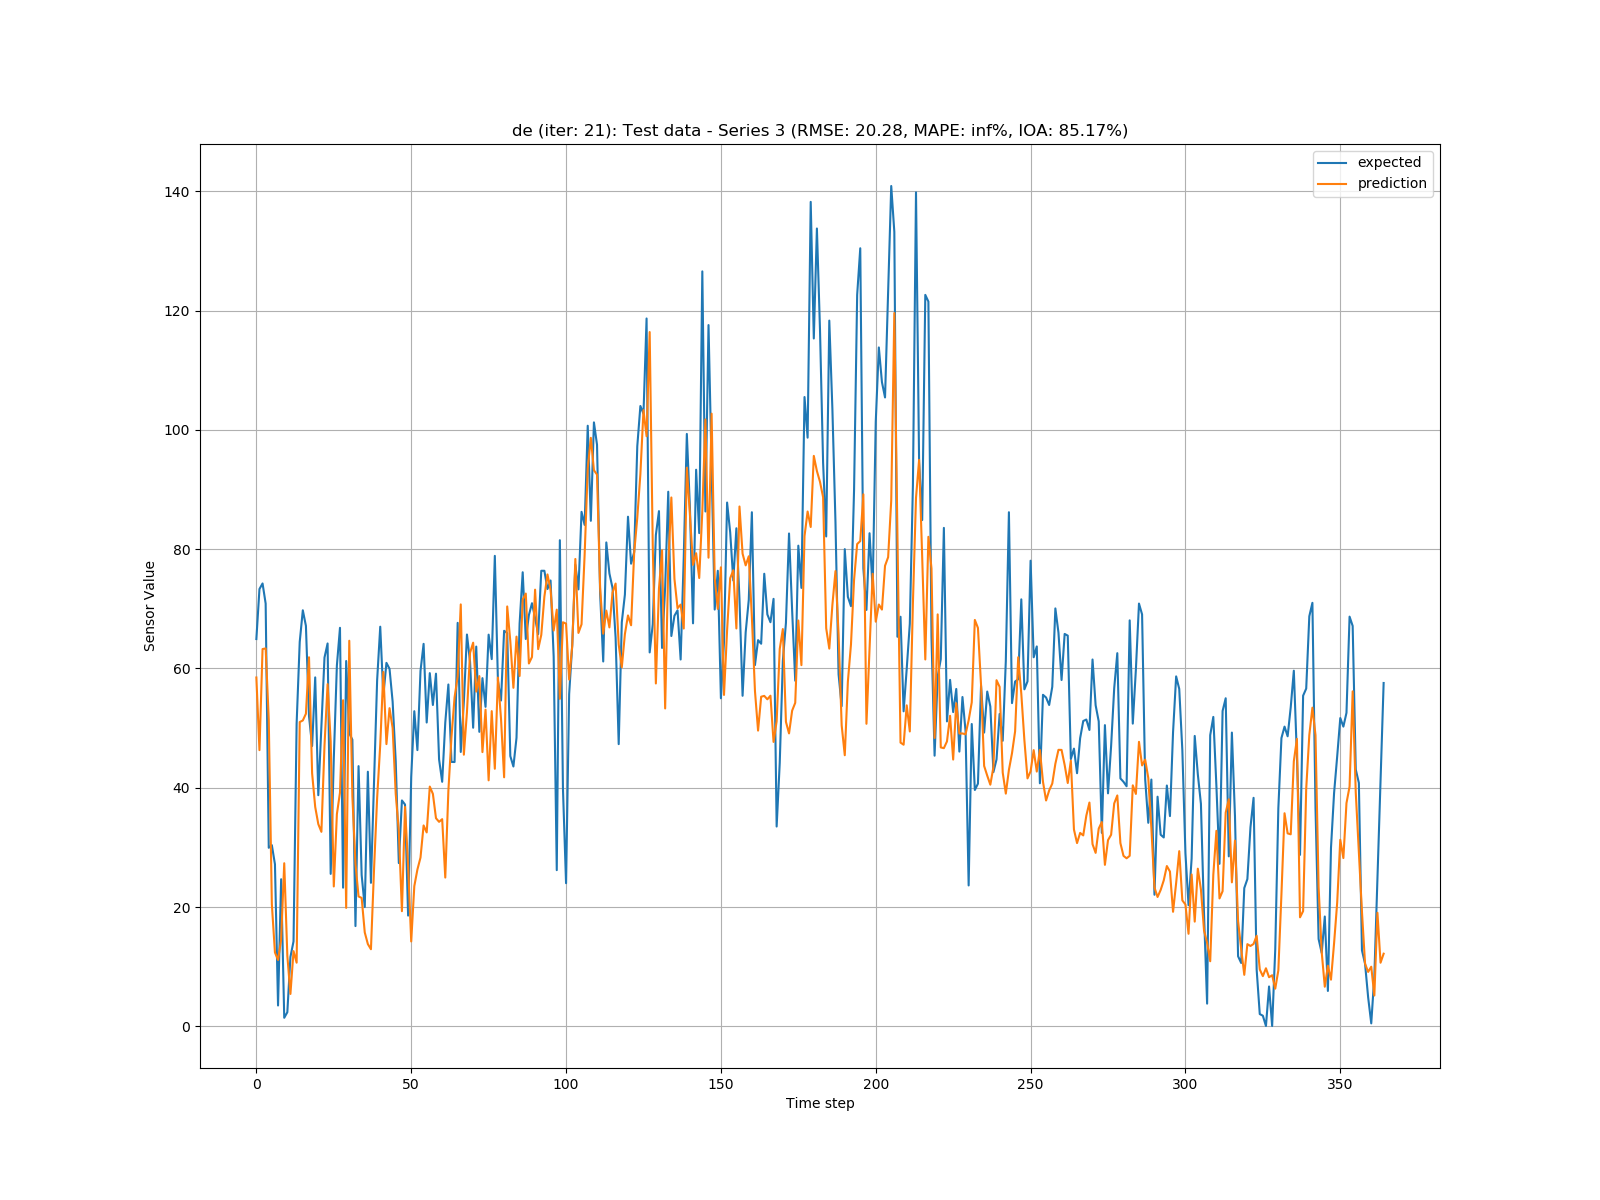 de (iter: 21): Test data - Series 3 (RMSE: 20.28, MAPE: inf%, IOA: 85.17%)
expected
prediction
140
120
100
80
60
40
20
0
Sensor Value
0 50 100 150 200 250 300 350
Time step